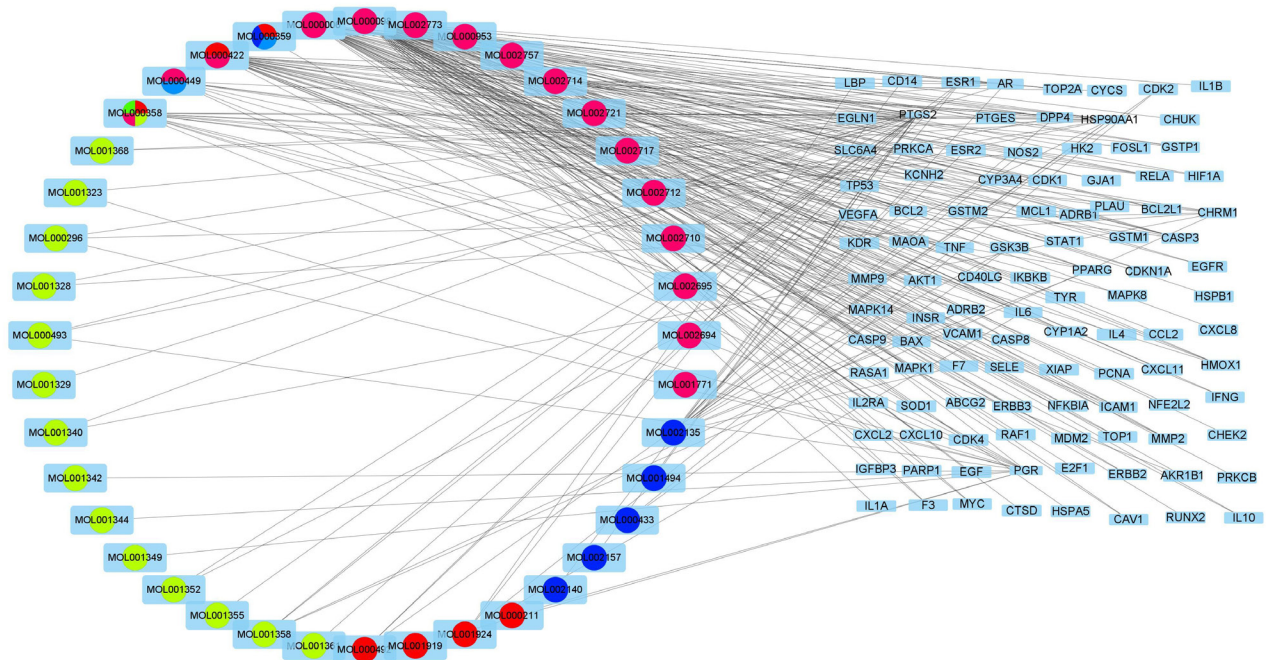 MOL000359
MOL002773
MOL000953
MOL000422
MOL002757
MOL000449
MOL002714
MOL000358
MOL002721
MOL001368
MOL002717
MOL001323
MOL002712
MOL000296
MOL002710
MOL001328
MOL002695
MOL000493
MOL002694
MOL001329
MOL001771
MOL001340
MOL002135
MOL001342
MOL001494
MOL001344
MOL000433
MOL001349
MOL002157
MOL001352
MOL002140
MOL001355
MOL000211
MOL001358
MOL001924
MOL001919
LBP CD14 ESR1 AR TOP2A CYCS CDK2 IL1B
EGLN1 PTGS2 PTGES DPP4 HSP90AA1 CHUK
SLC6A4 PRKCA ESR2 NOS2 HK2 FOSL1 GSTP1
TP53 KCNH2 CYP3A4 CDK1 GJA1 RELA HIF1A
VEGFA BCL2 GSTM2 MCL1 ADRB1 PLAU BCL2L1 CHRM1
KDR MAOA TNF GSK3B STAT1 GSTM1 CASP3
MMP9 AKT1 CD40LG IKBKB PPARG CDKN1A EGFR
MAPK14 INSR ADRB2 IL6 TYR MAPK8 HSPB1
CASP9 BAX VCAM1 CASP8 CYP1A2 IL4 CCL2 CXCL8
RASA1 MAPK1 F7 SELE XIAP PCNA CXCL11 HMOX1
IL2RA SOD1 ABCG2 ERBB3 NFKBIA ICAM1 NFE2L2 IFNG
CXCL2 CXCL10 CDK4 RAF1 MDM2 TOP1 MMP2 CHEK2
IGFBP3 PARP1 EGF PGR E2F1 ERBB2 AKR1B1 PRKCB
IL1A F3 MYC CTSD HSPA5 CAV1 RUNX2 IL10